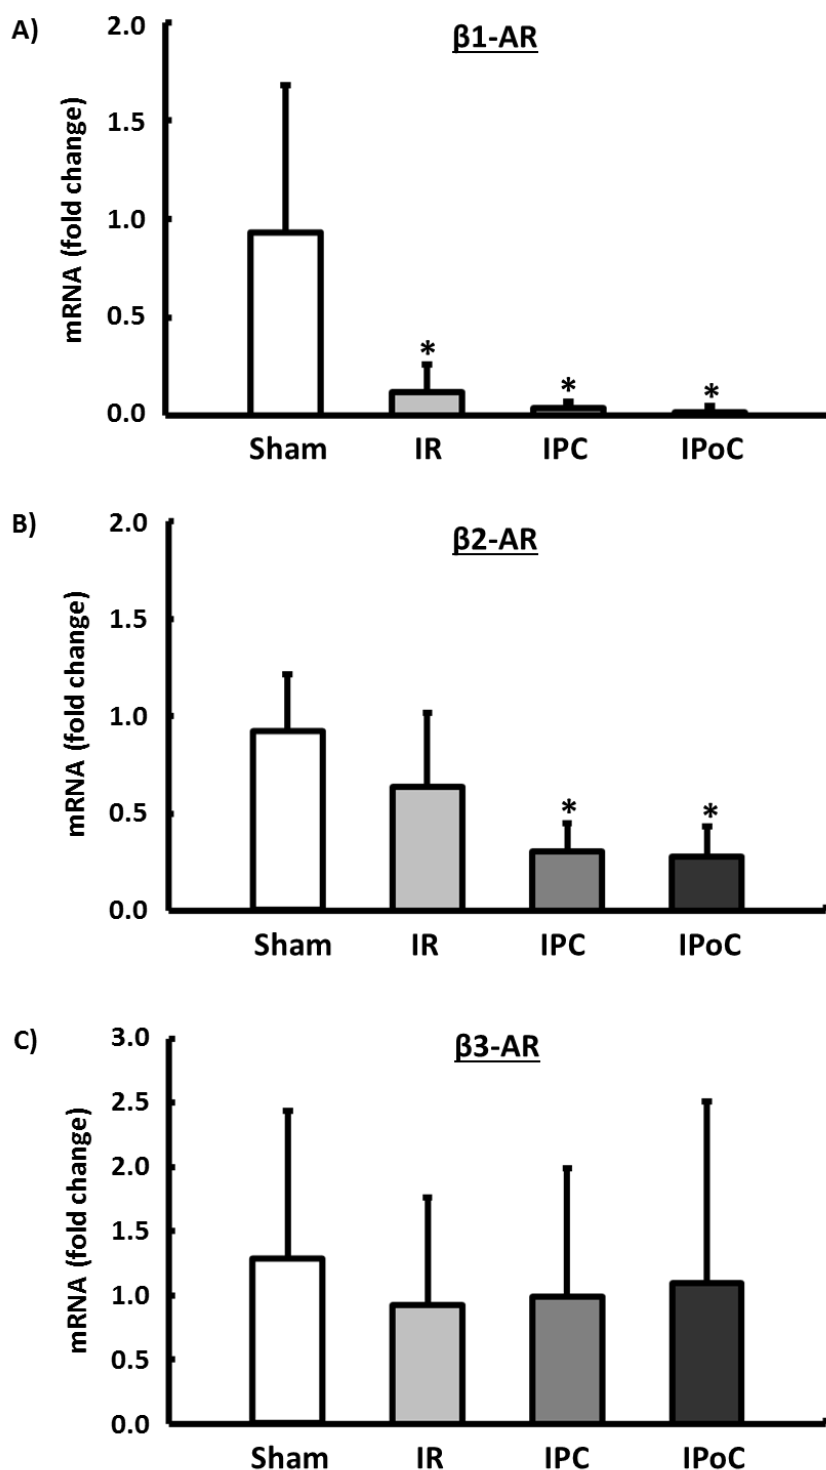 A)
β1-AR
mRNA (fold change)
2.0
1.5
1.0
0.5
0.0
*
*
*
Sham IR IPC IPoC
B)
β2-AR
mRNA (fold change)
2.0
1.5
1.0
0.5
0.0
*
*
Sham IR IPC IPoC
C)
β3-AR
mRNA (fold change)
3.0
2.5
2.0
1.5
1.0
0.5
0.0
Sham IR IPC IPoC